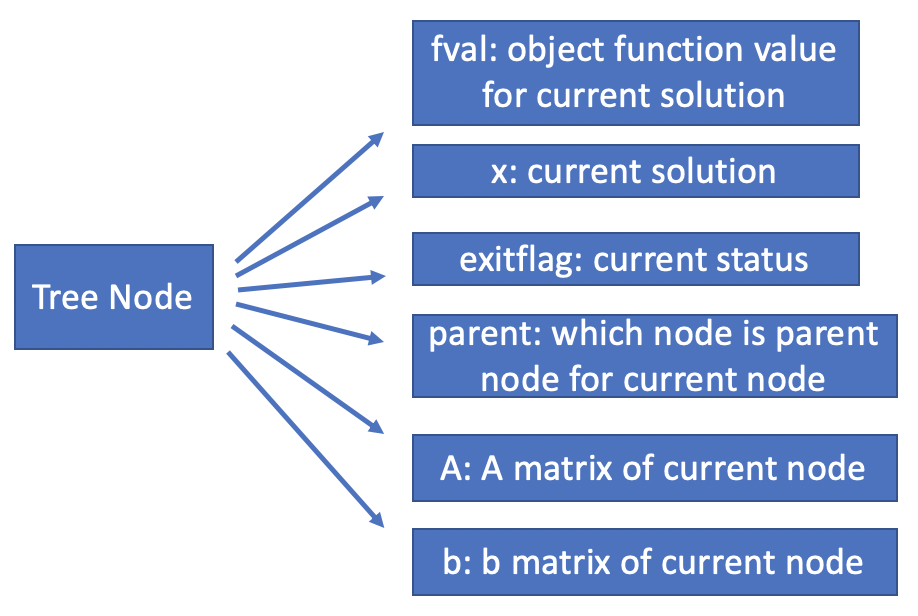 fval: object function value
for current solution
x: current solution
exitflag: current status
Tree Node
parent: which node is parent
node for current node
A: A matrix of current node
b: b matrix of current node